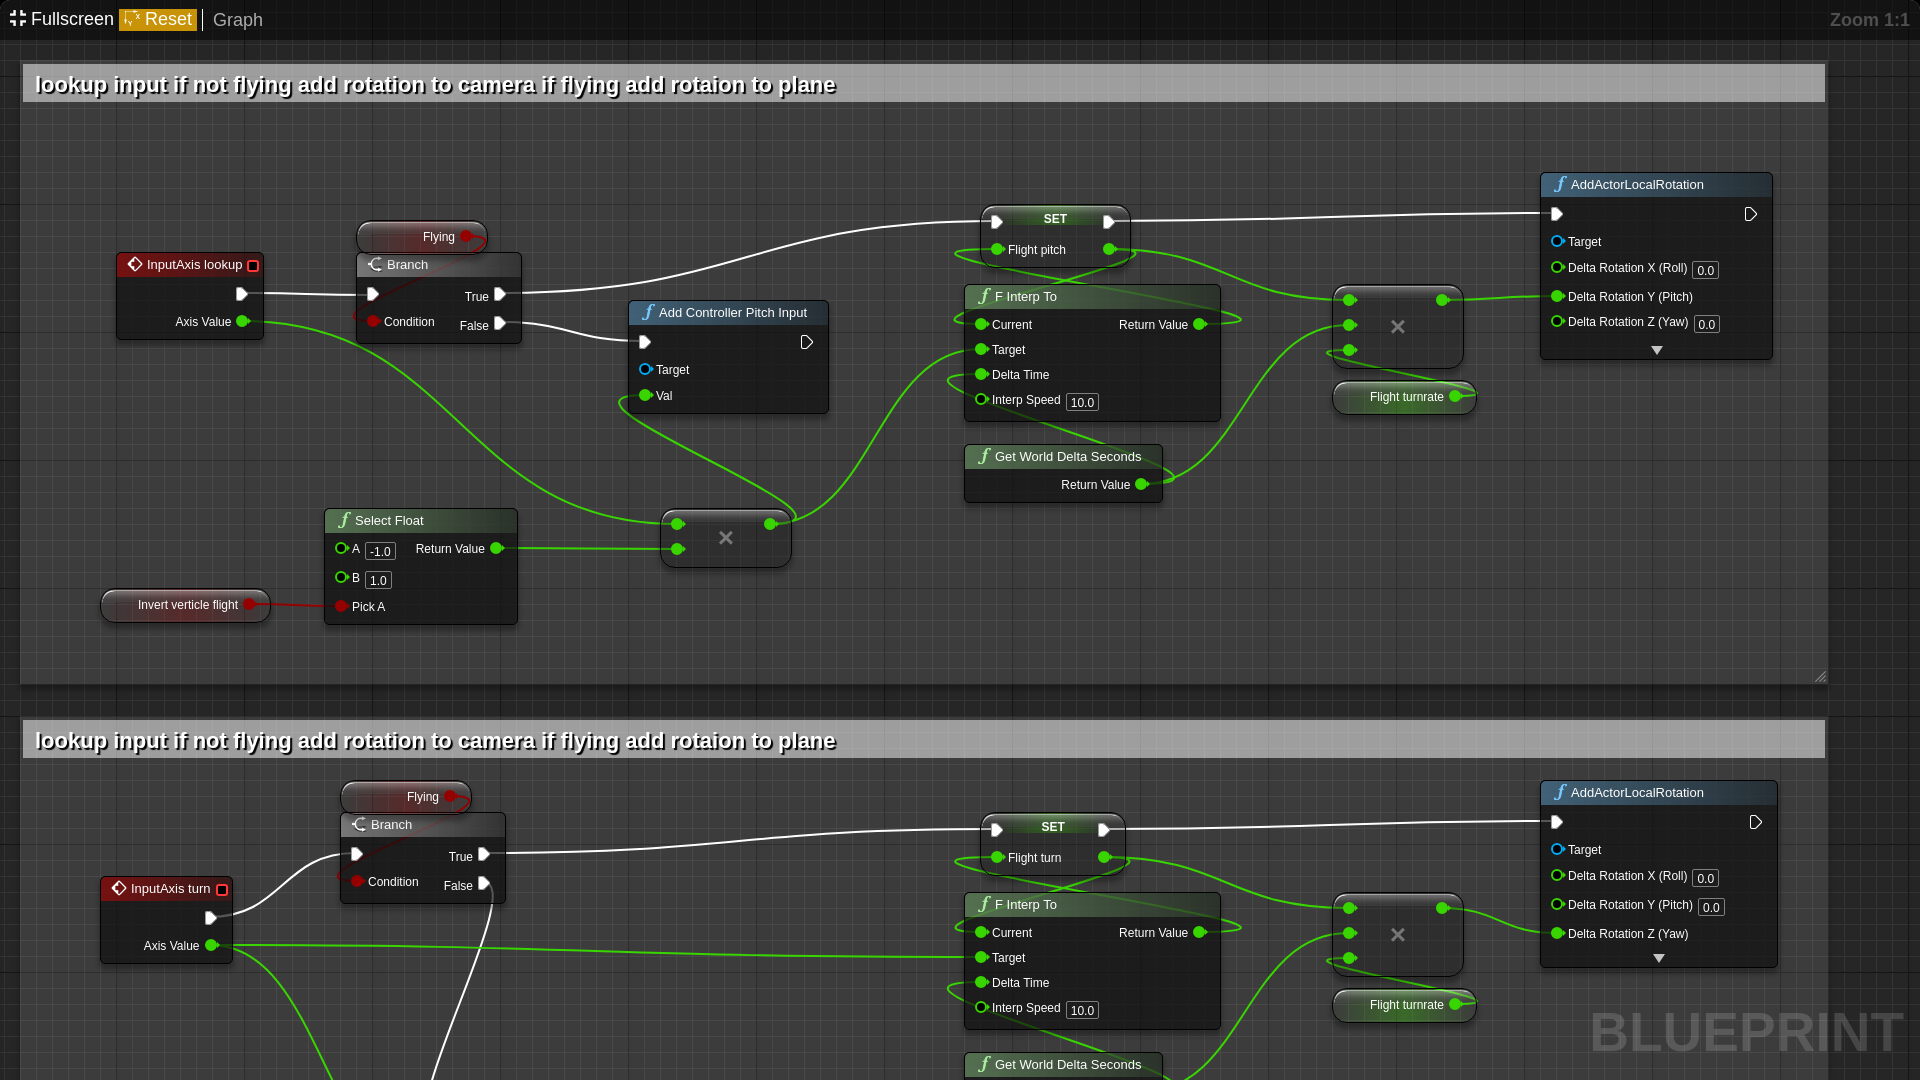 Fullscreen Reset Graph Zoom 1:1
lookup input if not flying add rotation to camera if flying add rotaion to plane
Flying
InputAxis lookup
Axis Value
Branch
True
Condition
False
Add Controller Pitch Input
Target
Val
SET
Flight pitch
F Interp To
Current Return Value
Target
Delta Time
Interp Speed 10.0
Get World Delta Seconds
Return Value
Flight turnrate
AddActorLocalRotation
Target
Delta Rotation X (Roll) 0.0
Delta Rotation Y (Pitch)
Delta Rotation Z (Yaw) 0.0
Select Float
A -1.0 Return Value
B 1.0
Pick A
Invert verticle flight
lookup input if not flying add rotation to camera if flying add rotaion to plane
Flying
Branch
True
Condition
False
InputAxis turn
Axis Value
SET
Flight turn
F Interp To
Current Return Value
Target
Delta Time
Interp Speed 10.0
Get World Delta Seconds
Flight turnrate
AddActorLocalRotation
Target
Delta Rotation X (Roll) 0.0
Delta Rotation Y (Pitch) 0.0
Delta Rotation Z (Yaw)
BLUEPRINT